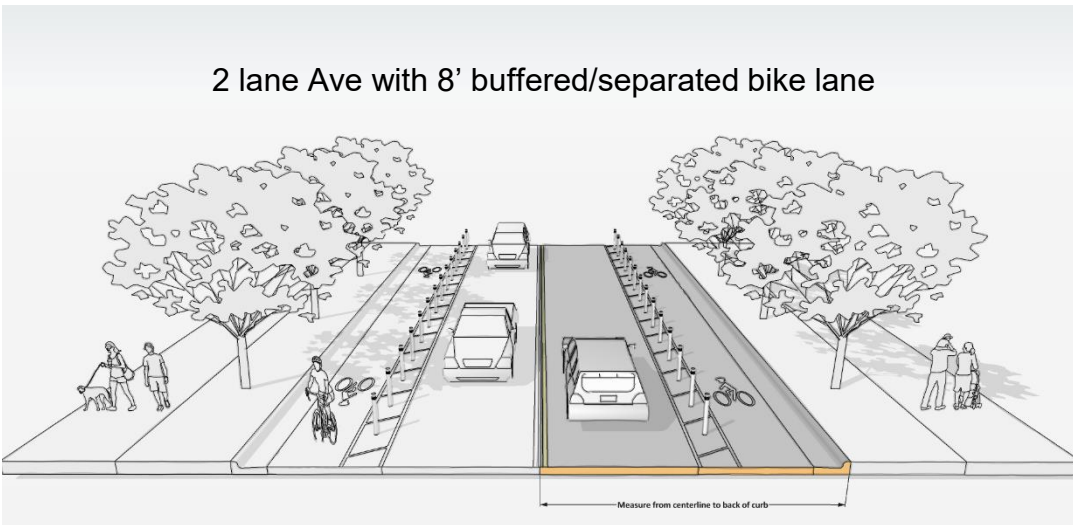 2 lane Ave with 8’ buffered/separated bike lane
Measure from centerline to back of curb